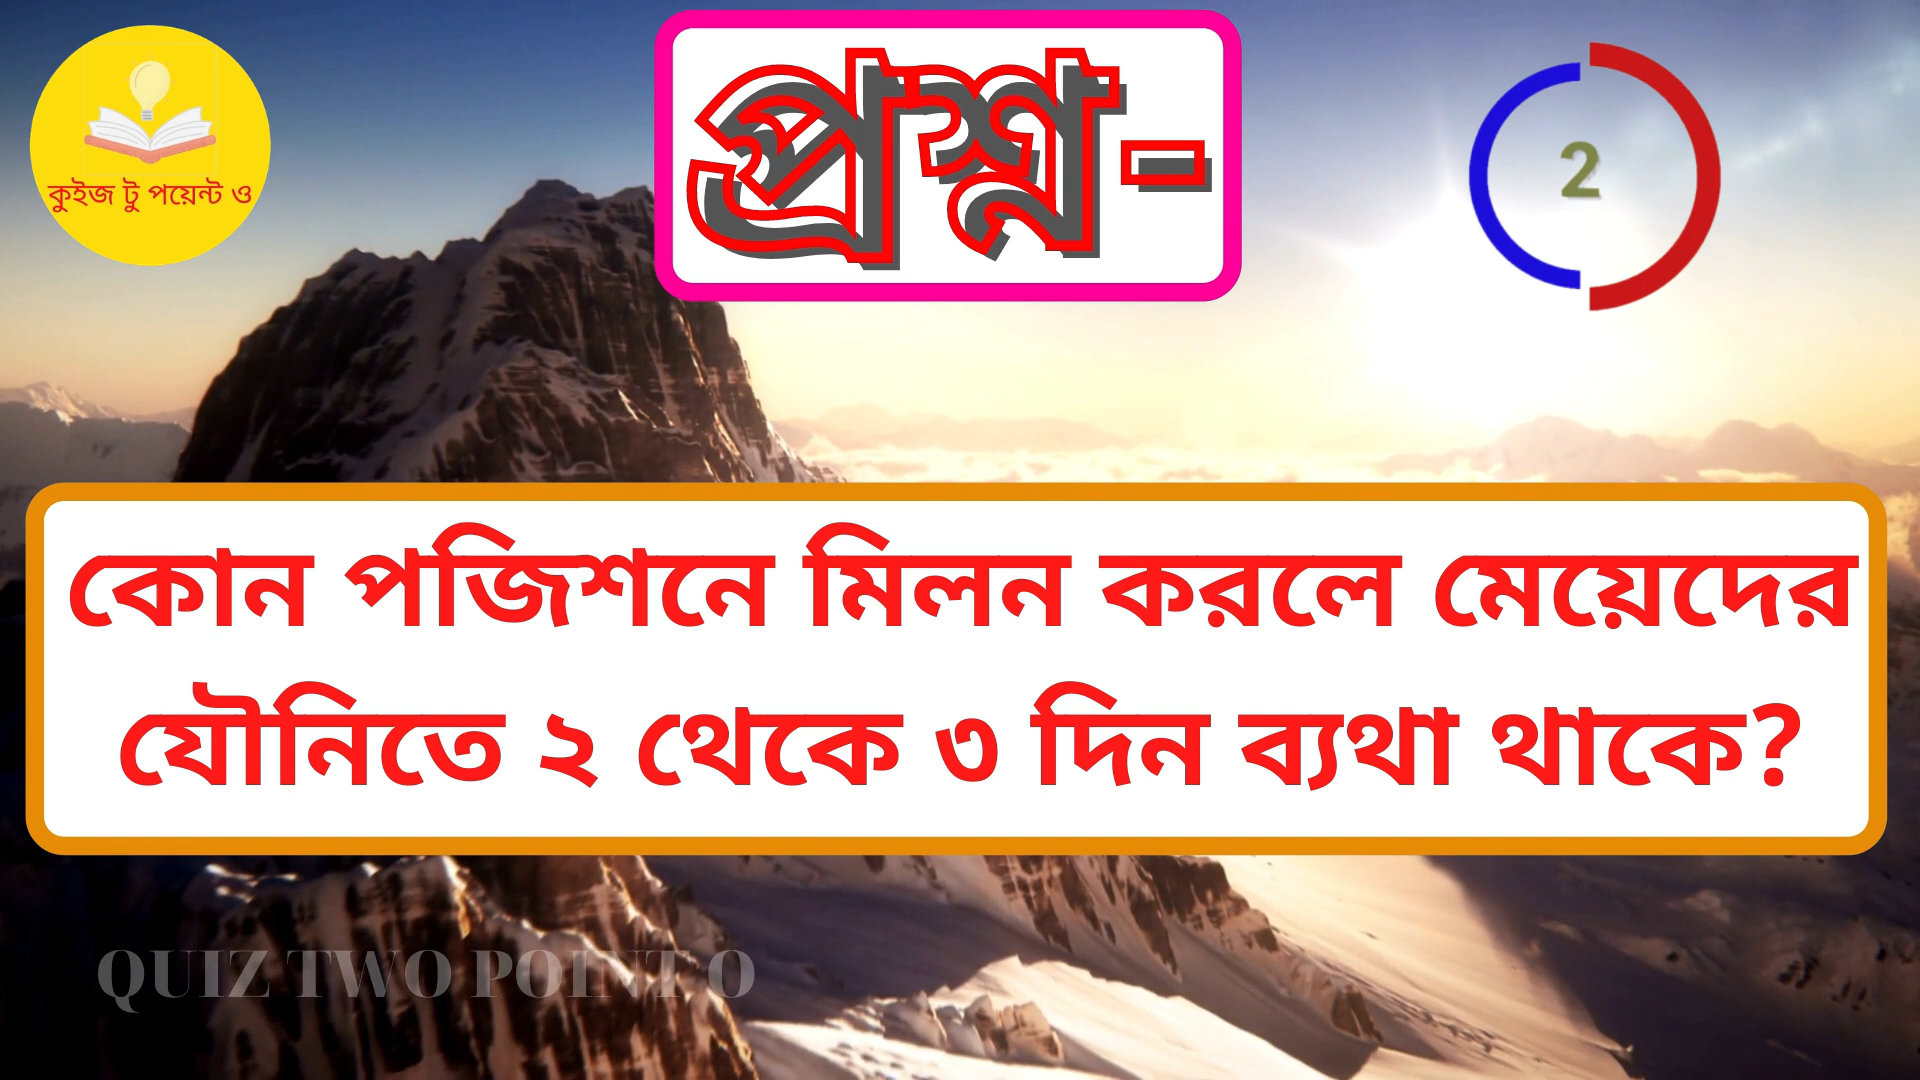 কুইজ টু পয়েন্ট ও
প্রশ্ন-
2
কোন পজিশনে মিলন করলে মেয়েদের
যৌনিতে ২ থেকে ৩ দিন ব্যথা থাকে?
QUIZ TWO POINT O